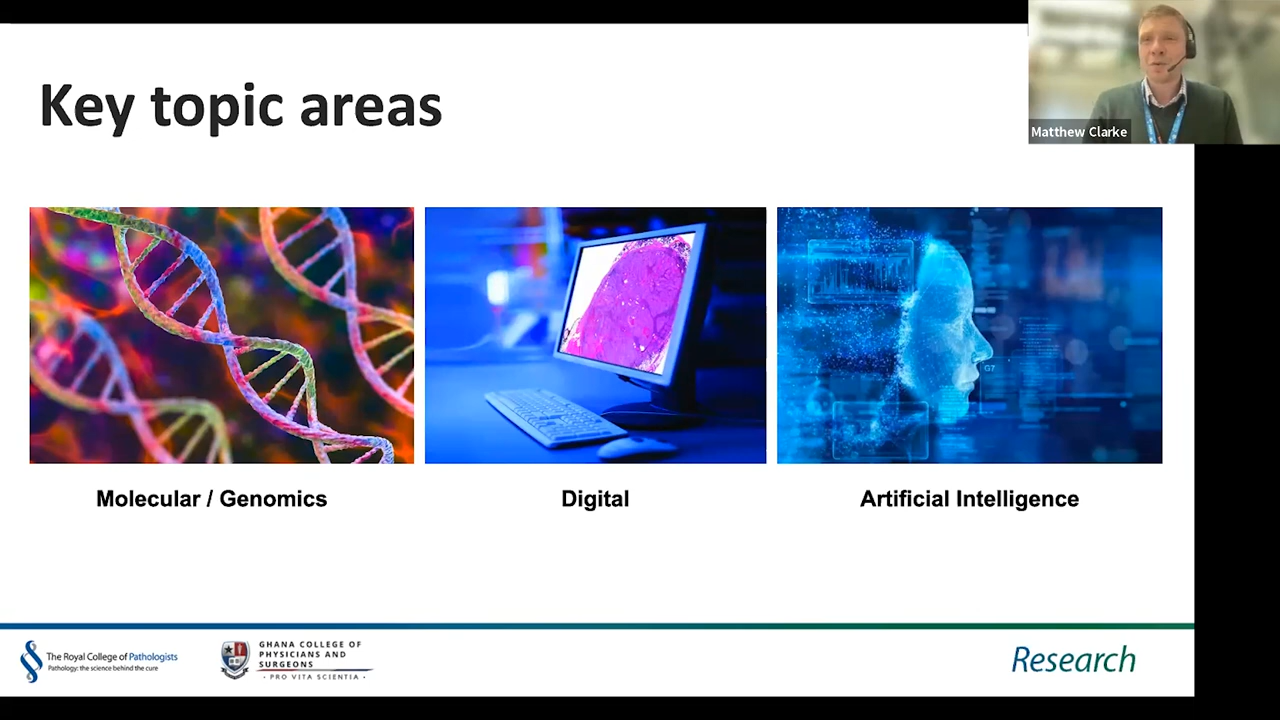 Key topic areas
Matthew Clarke
G7
Molecular / Genomics
Digital
Artificial Intelligence
The Royal College of Pathologists
Pathology: the science behind the cure
GHANA COLLEGE OF
PHYSICIANS AND
SURGEONS
· PRO VITA SCIENTIA ·
Research